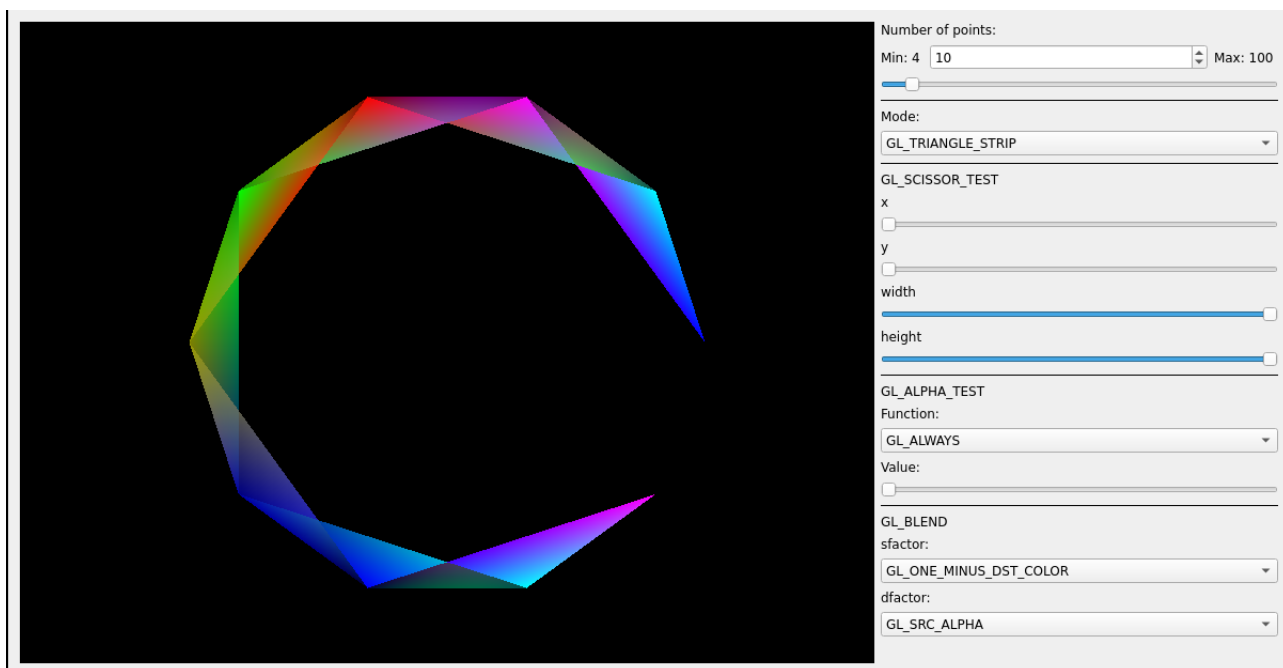 Number of points:
Min: 4 10 Max: 100
Mode:
GL_TRIANGLE_STRIP
GL_SCISSOR_TEST
x
y
width
height
GL_ALPHA_TEST
Function:
GL_ALWAYS
Value:
GL_BLEND
sfactor:
GL_ONE_MINUS_DST_COLOR
dfactor:
GL_SRC_ALPHA